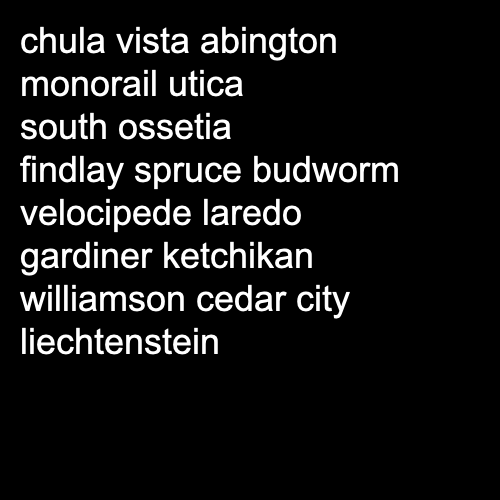 chula vista abington
monorail utica
south ossetia
findlay spruce budworm
velocipede laredo
gardiner ketchikan
williamson cedar city
liechtenstein